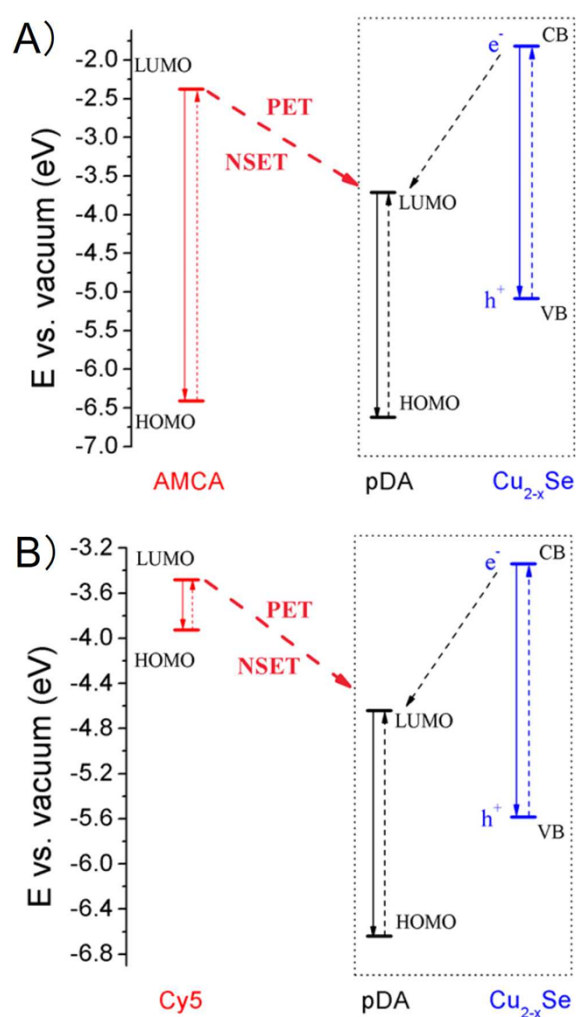 A)
E vs. vacuum (eV)
-2.0
-2.5
-3.0
-3.5
-4.0
-4.5
-5.0
-5.5
-6.0
-6.5
-7.0
LUMO
HOMO
PET
NSET
LUMO
HOMO
e-
CB
h+
VB
AMCA
pDA
Cu2-xSe
B)
E vs. vacuum (eV)
-3.2
-3.6
-4.0
-4.4
-4.8
-5.2
-5.6
-6.0
-6.4
-6.8
LUMO
HOMO
PET
NSET
LUMO
HOMO
e-
CB
h+
VB
Cy5
pDA
Cu2-xSe